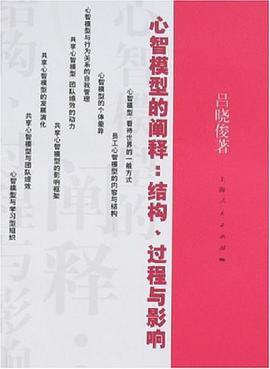 吕晓俊著
上海人民出版社
心智模型的阐释:结构、过程与影响
心智模型:看待世界的一般方式
员工心智模型的内容与结构
心智模型的个体差异
心智模型与行为关系的自我管理
共享心智模型:团队绩效的动力
共享心智模型的影响框架
共享心智模型的发展演化
共享心智模型与团队绩效
心智模型与学习型组织